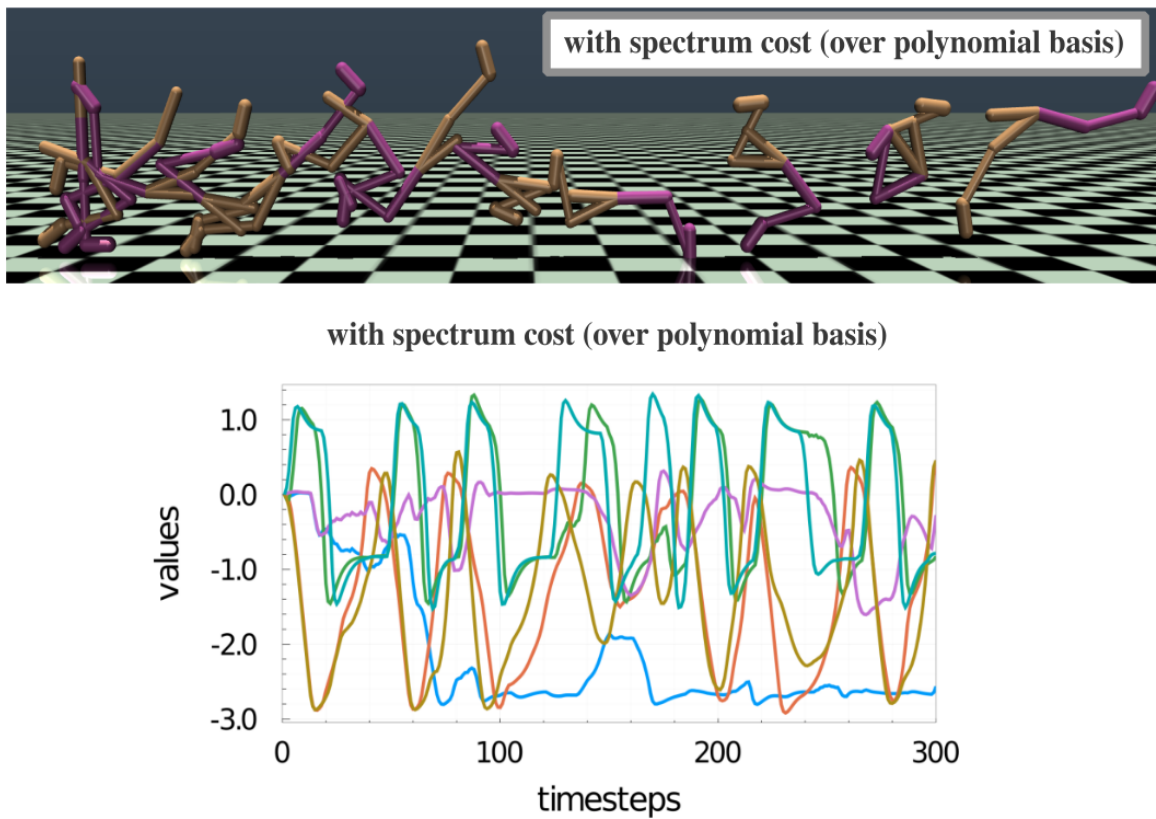 with spectrum cost (over polynomial basis)
with spectrum cost (over polynomial basis)
1.0
0.0
-1.0
-2.0
-3.0
values
0 100 200 300
timesteps